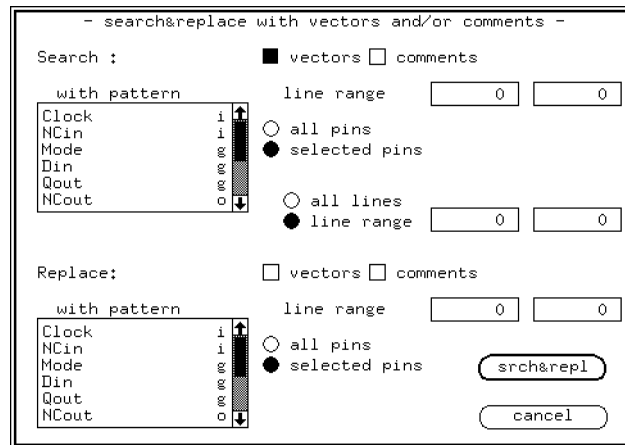 - search&replace with vectors and/or comments -
Search : vectors comments
with pattern line range 0 0
Clock i
NCin i
Mode g
Din g
Qout g
NCout o
all pins
selected pins
all lines
line range 0 0
Replace: vectors comments
with pattern line range 0 0
Clock i
NCin i
Mode g
Din g
Qout g
NCout o
all pins
selected pins
srch&repl
cancel